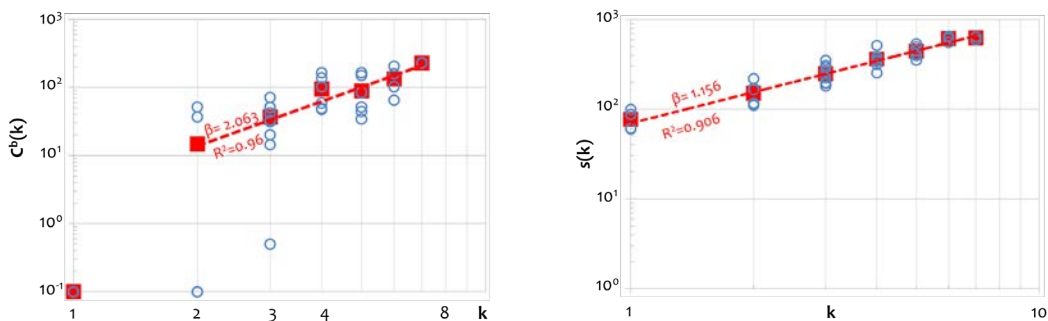 10³
10²
10¹
10⁰
10⁻¹
Cᵇ(k)
β= 2.063
R²=0.96
1 2 3 4 8 k
10³
10²
10¹
10⁰
s(k)
β= 1.156
R²=0.906
1 k 10